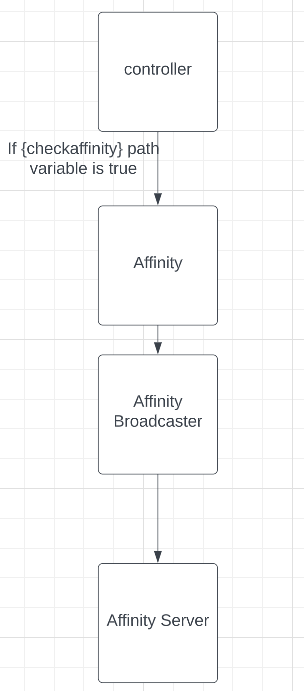 controller
If {checkaffinity} path
variable is true
Affinity
Affinity
Broadcaster
Affinity Server